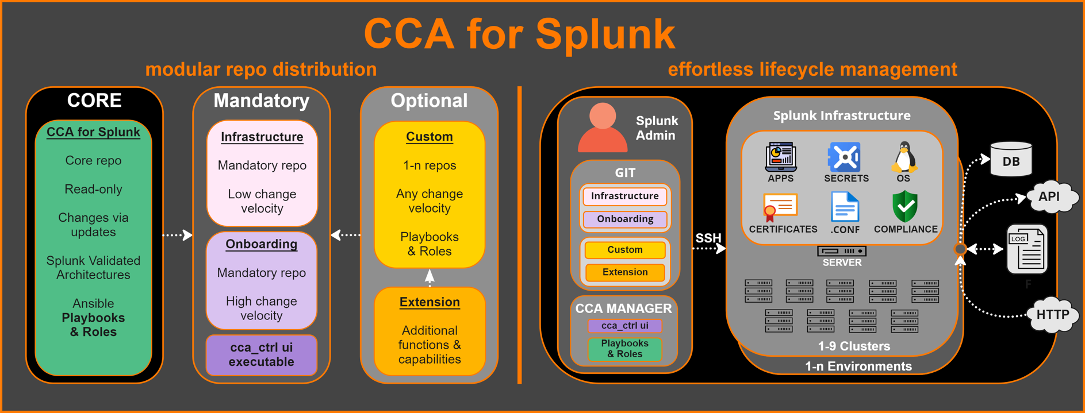 CCA for Splunk
modular repo distribution
CORE
CCA for Splunk
Core repo
Read-only
Changes via
updates
Splunk Validated
Architectures
Ansible
Playbooks
& Roles
Mandatory
Infrastructure
Mandatory repo
Low change
velocity
Onboarding
Mandatory repo
High change
velocity
cca_ctrl ui
executable
Optional
Custom
1-n repos
Any change
velocity
Playbooks
& Roles
Extension
Additional
functions &
capabilities
effortless lifecycle management
Splunk
Admin
GIT
Infrastructure
Onboarding
Custom
Extension
CCA MANAGER
cca_ctrl ui
Playbooks
& Roles
SSH
Splunk Infrastructure
APPS
SECRETS
OS
CERTIFICATES
.CONF
COMPLIANCE
SERVER
1-9 Clusters
1-n Environments
DB
API
LOG
F
HTTP